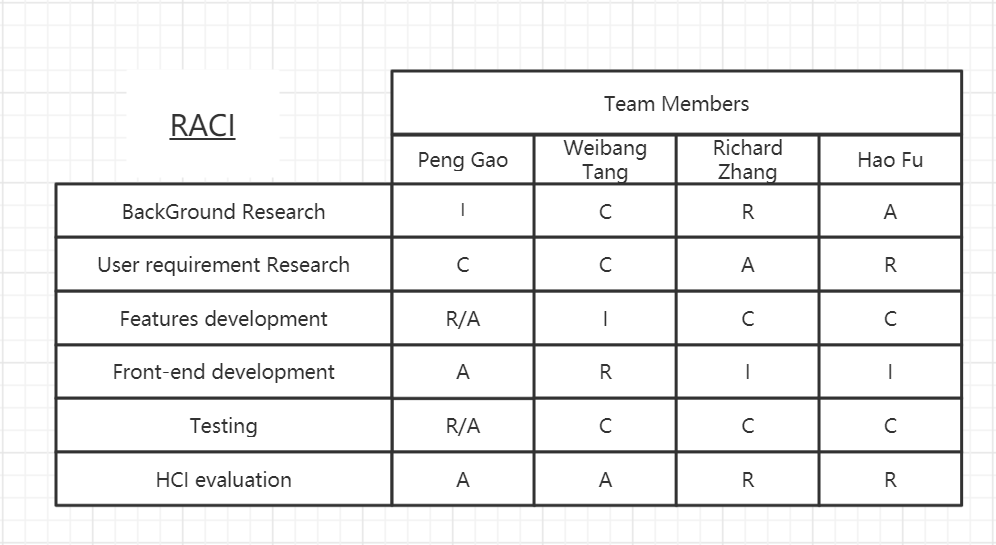 Team Members
RACI
Peng Gao
Weibang
Tang
Richard
Zhang
Hao Fu
BackGround Research I C R A
User requirement Research C C A R
Features development R/A I C C
Front-end development A R I I
Testing R/A C C C
HCI evaluation A A R R